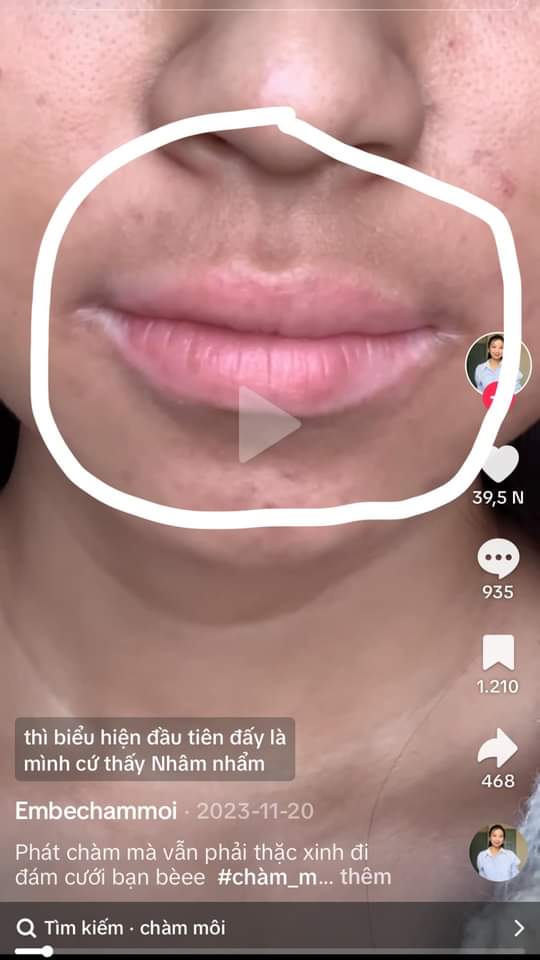 39,5 N
935
1.210
468
thì biểu hiện đầu tiên đấy là
mình cứ thấy Nhâm nhẩm
Embechammoi · 2023-11-20
Phát chàm mà vẫn phải thặc xinh đi
đám cưới bạn bèee #chàm_m... thêm
Tìm kiếm · chàm môi